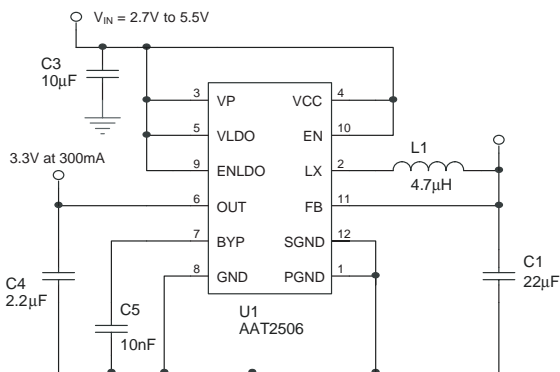 V_IN = 2.7V to 5.5V
C3
10μF
3 VP VCC 4
5 VLDO EN 10
L1
3.3V at 300mA
9 ENLDO LX 2
4.7μH
6 OUT FB 11
7 BYP SGND 12
C4
2.2μF
8 GND PGND 1
C1
22μF
C5
10nF
U1
AAT2506